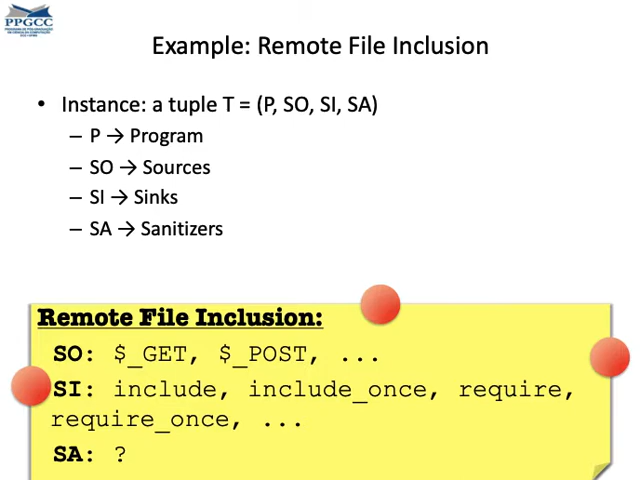 PPGCC
Example: Remote File Inclusion
• Instance: a tuple T = (P, SO, SI, SA)
– P → Program
– SO → Sources
– SI → Sinks
– SA → Sanitizers
Remote File Inclusion:
SO: $_GET, $_POST, ...
SI: include, include_once, require,
require_once, ...
SA: ?